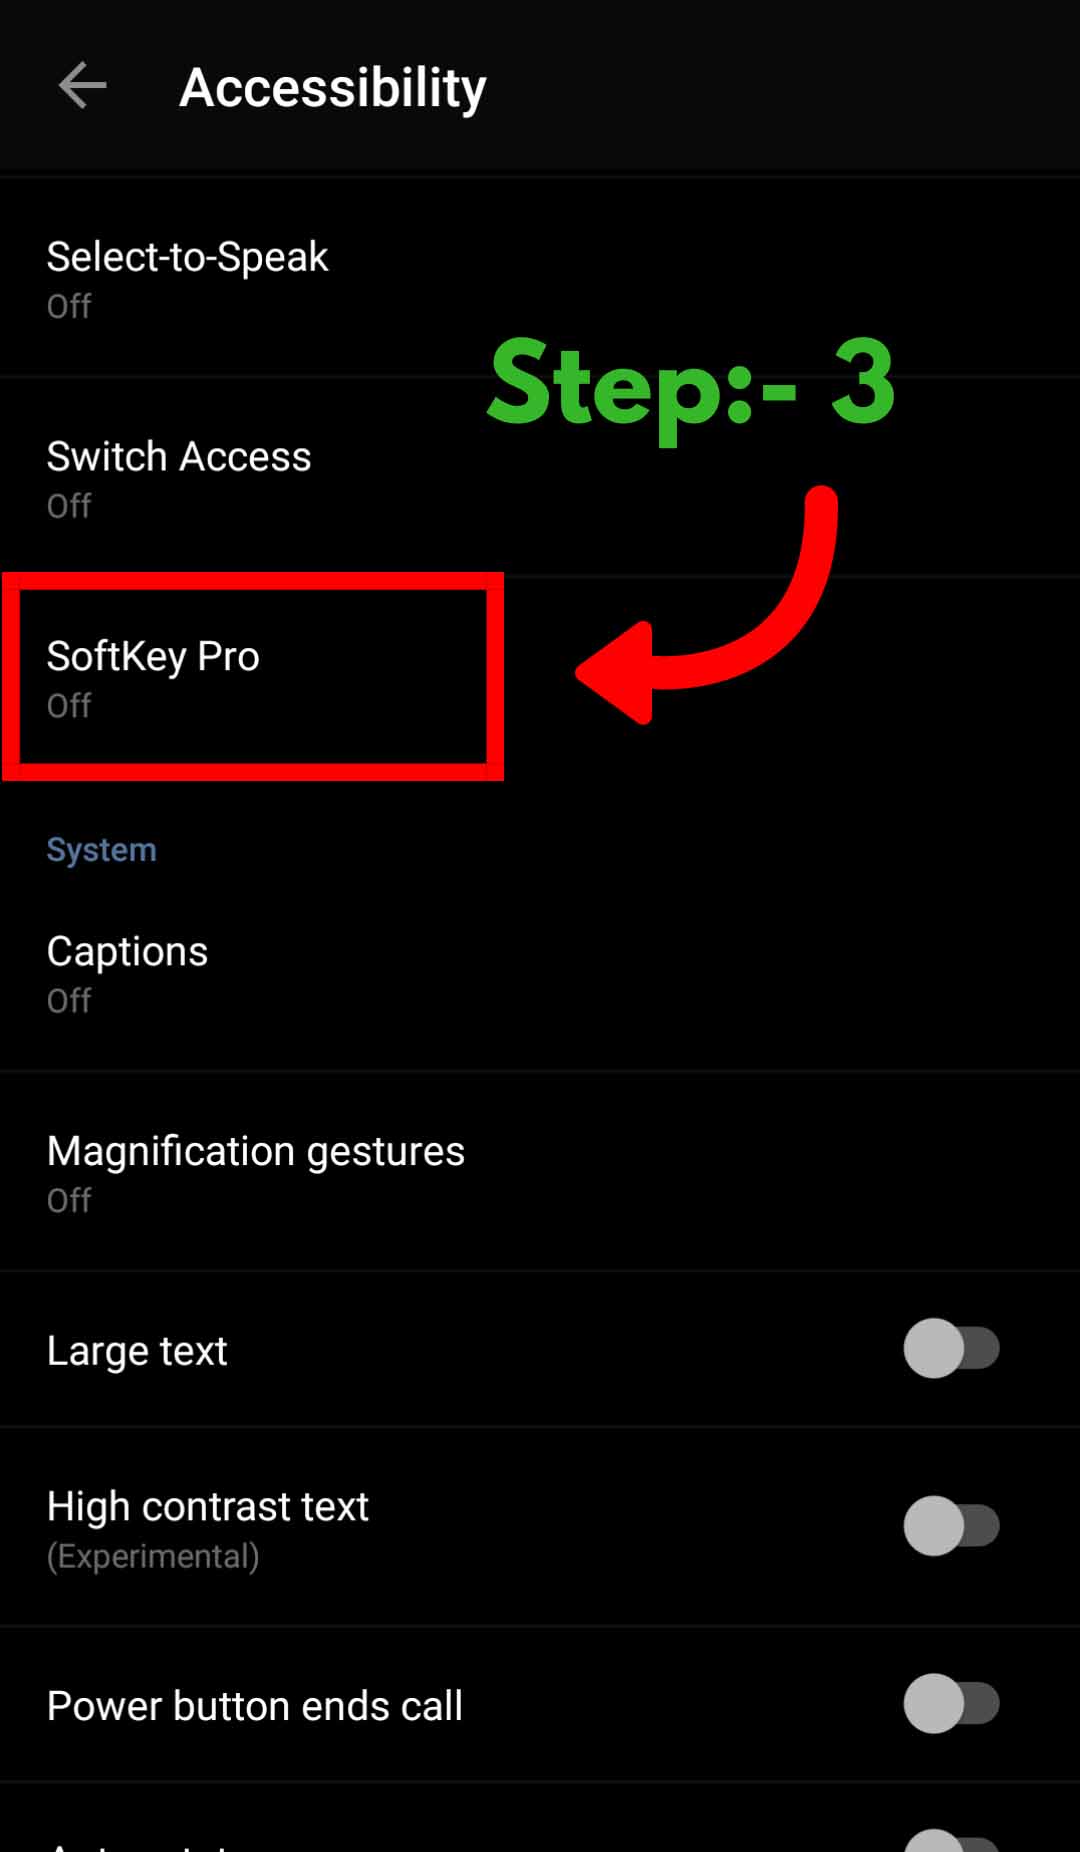 Accessibility
Select-to-Speak
Off
Step:- 3
Switch Access
Off
SoftKey Pro
Off
System
Captions
Off
Magnification gestures
Off
Large text
High contrast text
(Experimental)
Power button ends call